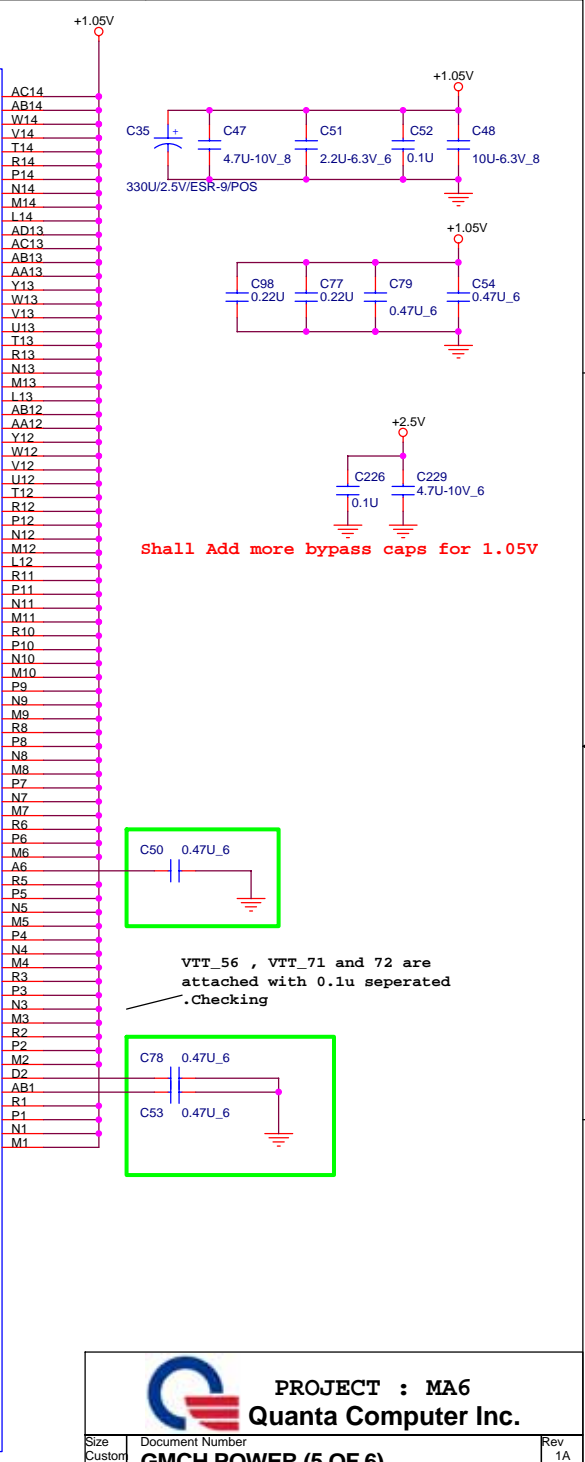 +1.05V
AC14
AB14
W14
V14
T14
R14
P14
N14
M14
L14
AD13
AC13
AB13
AA13
Y13
W13
V13
U13
T13
R13
N13
M13
L13
AB12
AA12
Y12
W12
V12
U12
T12
R12
P12
N12
M12
L12
R11
P11
N11
M11
R10
P10
N10
M10
P9
N9
M9
R8
P8
N8
M8
P7
N7
M7
R6
P6
M6
A6
R5
P5
N5
M5
P4
N4
M4
R3
P3
N3
M3
R2
P2
M2
D2
AB1
R1
P1
N1
M1
+1.05V
C35 + C47 C51 C52 C48
4.7U-10V_8 2.2U-6.3V_6 0.1U 10U-6.3V_8
330U/2.5V/ESR-9/POS
+1.05V
C98 C77 C79 C54
0.22U 0.22U 0.47U_6 0.47U_6
+2.5V
C226 C229
0.1U 4.7U-10V_6
Shall Add more bypass caps for 1.05V
C50 0.47U_6
VTT_56 , VTT_71 and 72 are
attached with 0.1u seperated
.Checking
C78 0.47U_6
C53 0.47U_6
PROJECT : MA6
Quanta Computer Inc.
Size Document Number Rev
Custom GMCH POWER (5 OF 6) 1A